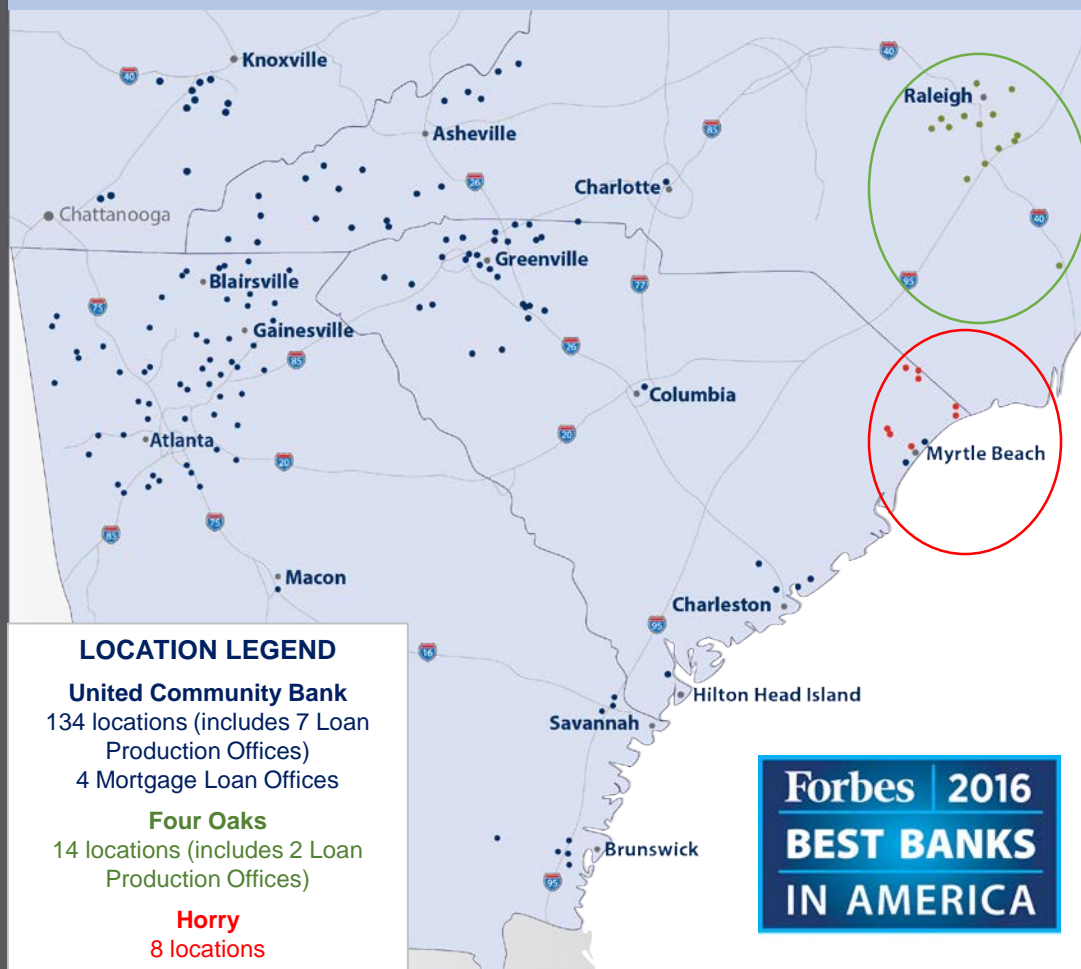 Knoxville
40
40
Raleigh
Asheville
85
Charlotte
26
Chattanooga
40
Greenville
Blairsville
77
95
75
Gainesville
26
85
Columbia
20
Atlanta
Myrtle Beach
20
85
75
Macon
Charleston
95
16
Hilton Head Island
Savannah
Brunswick
95
LOCATION LEGEND
United Community Bank
134 locations (includes 7 Loan
Production Offices)
4 Mortgage Loan Offices
Four Oaks
14 locations (includes 2 Loan
Production Offices)
Horry
8 locations
Forbes 2016
BEST BANKS
IN AMERICA